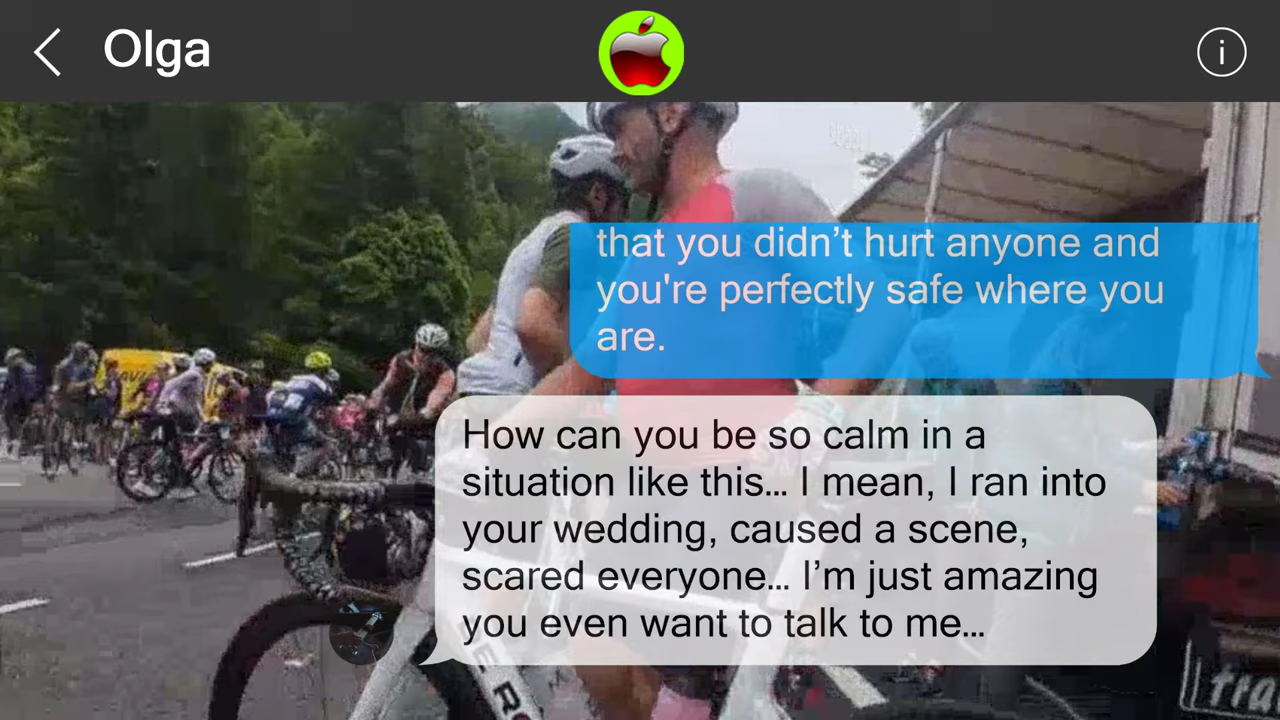 Olga
i
that you didn’t hurt anyone and
you're perfectly safe where you
are.
How can you be so calm in a
situation like this... I mean, I ran into
your wedding, caused a scene,
scared everyone... I’m just amazing
you even want to talk to me...
E R